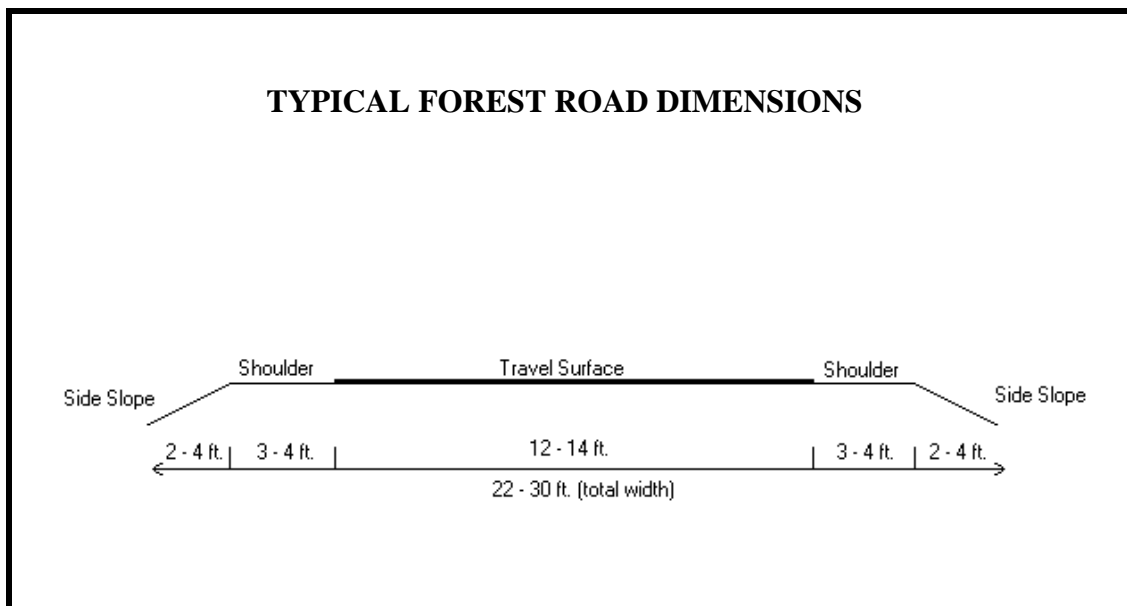 TYPICAL FOREST ROAD DIMENSIONS
Shoulder Travel Surface Shoulder
Side Slope Side Slope
2 - 4 ft. 3 - 4 ft. 12 - 14 ft. 3 - 4 ft. 2 - 4 ft.
22 - 30 ft. (total width)